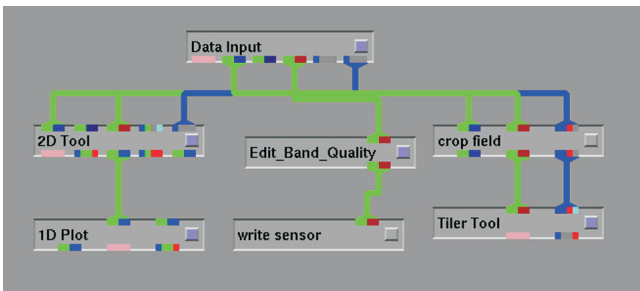 Data Input
2D Tool
Edit_Band_Quality
crop field
1D Plot
write sensor
Tiler Tool